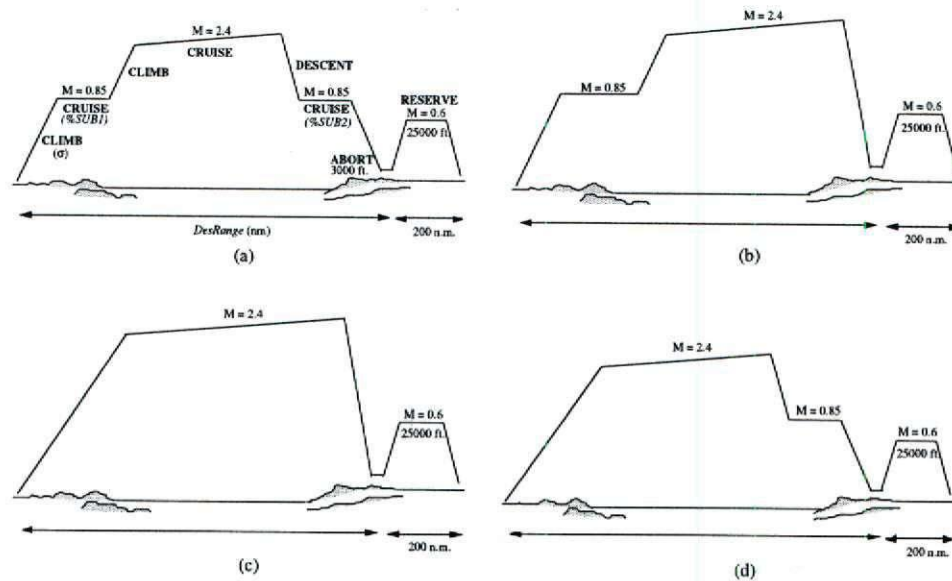 M = 2.4
CRUISE
CLIMB
DESCENT
M = 0.85
CRUISE
(%SUB1)
M = 0.85
CRUISE
(%SUB2)
RESERVE
M = 0.6
25000 ft.
CLIMB
(σ)
ABORT
3000 ft.
DesRange (nm)
200 n.m.
(a)
M = 2.4
M = 0.85
M = 0.6
25000 ft.
200 n.m.
(b)
M = 2.4
M = 0.6
25000 ft.
200 n.m.
(c)
M = 2.4
M = 0.85
M = 0.6
25000 ft.
200 n.m.
(d)